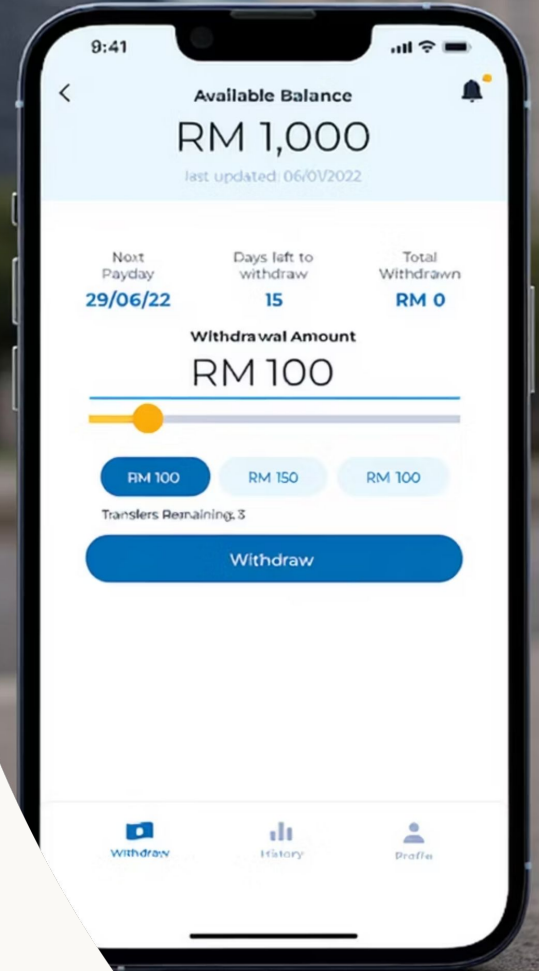 9:41
Available Balance
RM 1,000
last updated: 06/01/2022
Next Payday
29/06/22
Days left to withdraw
15
Total Withdrawn
RM 0
Withdrawal Amount
RM 100
RM 100
RM 150
RM 100
Transfers Remaining: 3
Withdraw
Withdraw
History
Profile